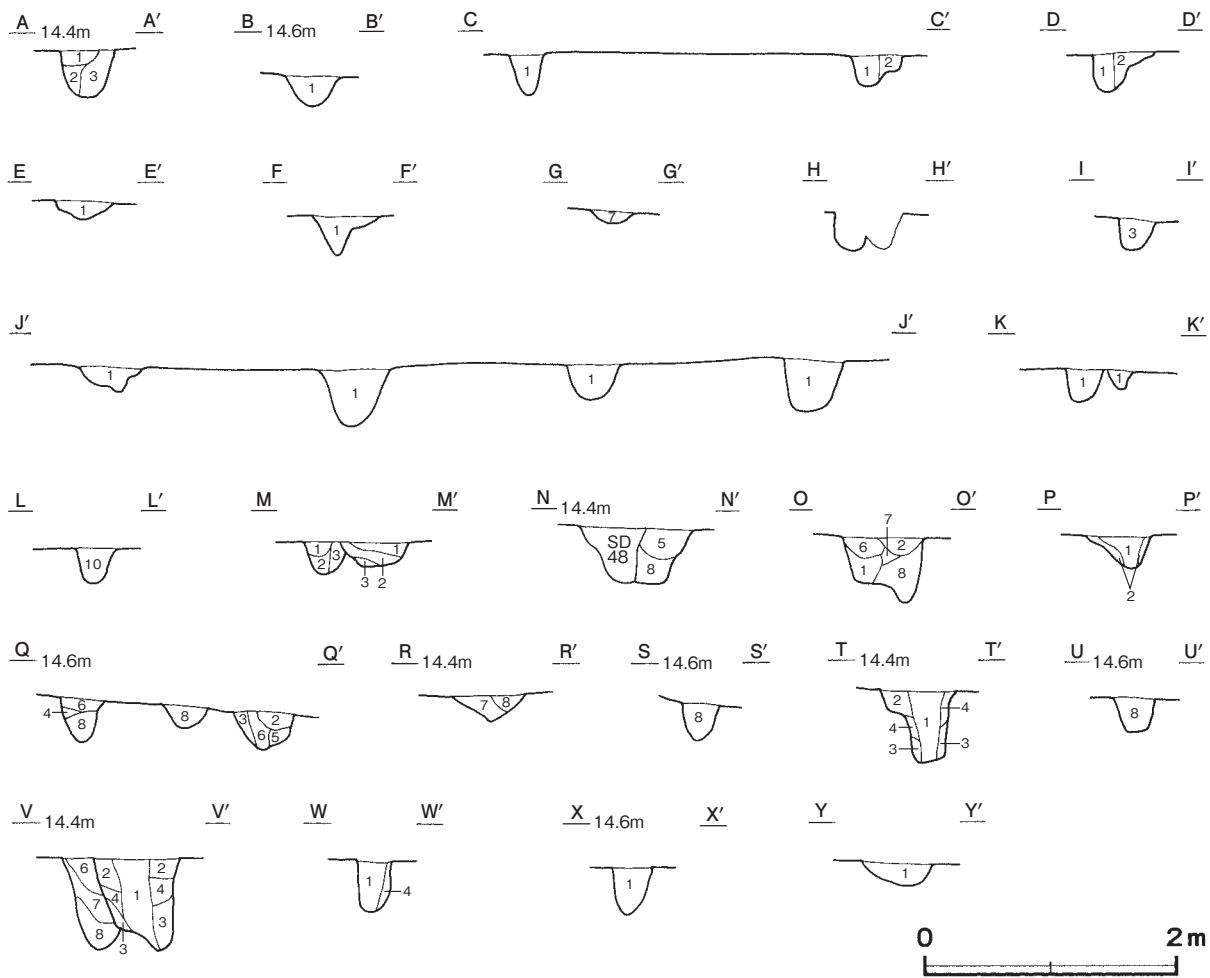 A 14.4m A′ B 14.6m B′ C C′ D D′
1 2 3 1 1 1 2 1 2
E E′ F F′ G G′ H H′ I I′
1 1 7 3
J′ J′ K K′
1 1 1 1 1 1
L L′ M M′ N 14.4m N′ O O′ P P′
10 1 2 3 1 3 2 SD 48 5 8 7 6 2 1 8 1 2
Q 14.6m Q′ R 14.4m R′ S 14.6m S′ T 14.4m T′ U 14.6m U′
6 4 8 8 3 2 6 5 7 8 8 2 1 4 4 3 3 8
V 14.4m V′ W W′ X 14.6m X′ Y Y′
6 2 1 2 4 4 7 3 8 3 1 4 1 1
0 2m